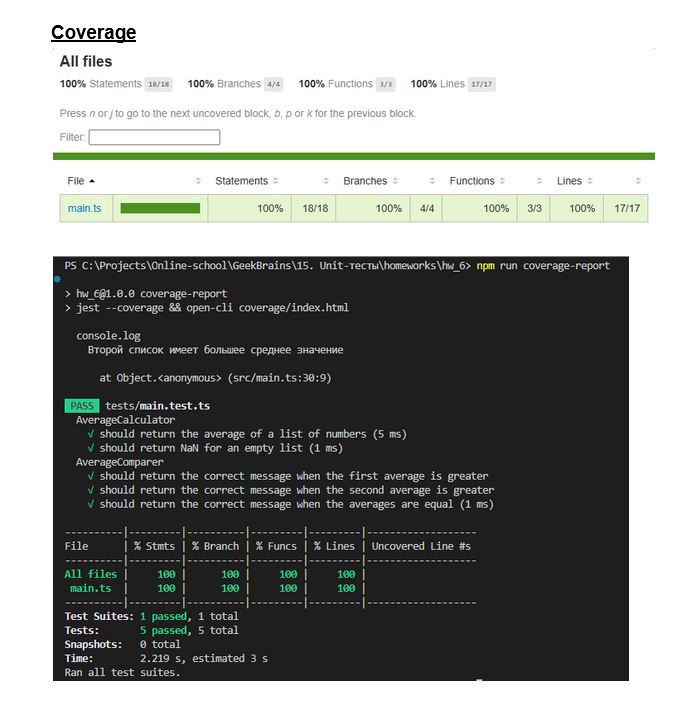 Coverage
All files
100% Statements 18/18 100% Branches 4/4 100% Functions 3/3 100% Lines 17/17
Press n or j to go to the next uncovered block, b, p or k for the previous block.
Filter:
File Statements Branches Functions Lines
main.ts 100% 18/18 100% 4/4 100% 3/3 100% 17/17
PS C:\Projects\Online-school\GeekBrains\15. Unit-тесты\homeworks\hw_6> npm run coverage-report
> hw_6@1.0.0 coverage-report
> jest --coverage && open-cli coverage/index.html
console.log
Второй список имеет большее среднее значение
at Object.<anonymous> (src/main.ts:30:9)
PASS tests/main.test.ts
AverageCalculator
√ should return the average of a list of numbers (5 ms)
√ should return NaN for an empty list (1 ms)
AverageComparer
√ should return the correct message when the first average is greater
√ should return the correct message when the second average is greater
√ should return the correct message when the averages are equal (1 ms)
----------|---------|----------|---------|---------|-------------------
File | % Stmts | % Branch | % Funcs | % Lines | Uncovered Line #s
----------|---------|----------|---------|---------|-------------------
All files | 100 | 100 | 100 | 100 |
main.ts | 100 | 100 | 100 | 100 |
----------|---------|----------|---------|---------|-------------------
Test Suites: 1 passed, 1 total
Tests: 5 passed, 5 total
Snapshots: 0 total
Time: 2.219 s, estimated 3 s
Ran all test suites.